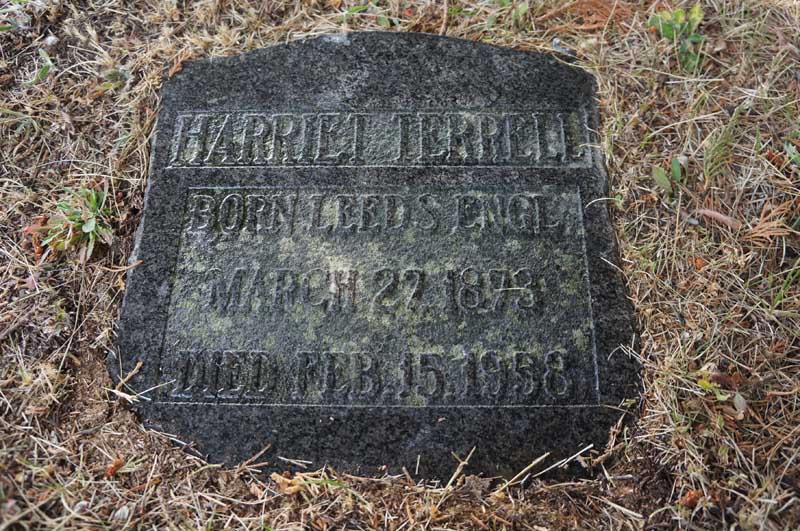 HARRIET TERRELL
BORN LEEDS ENGL.
MARCH 27. 1873
DIED FEB. 15. 1958